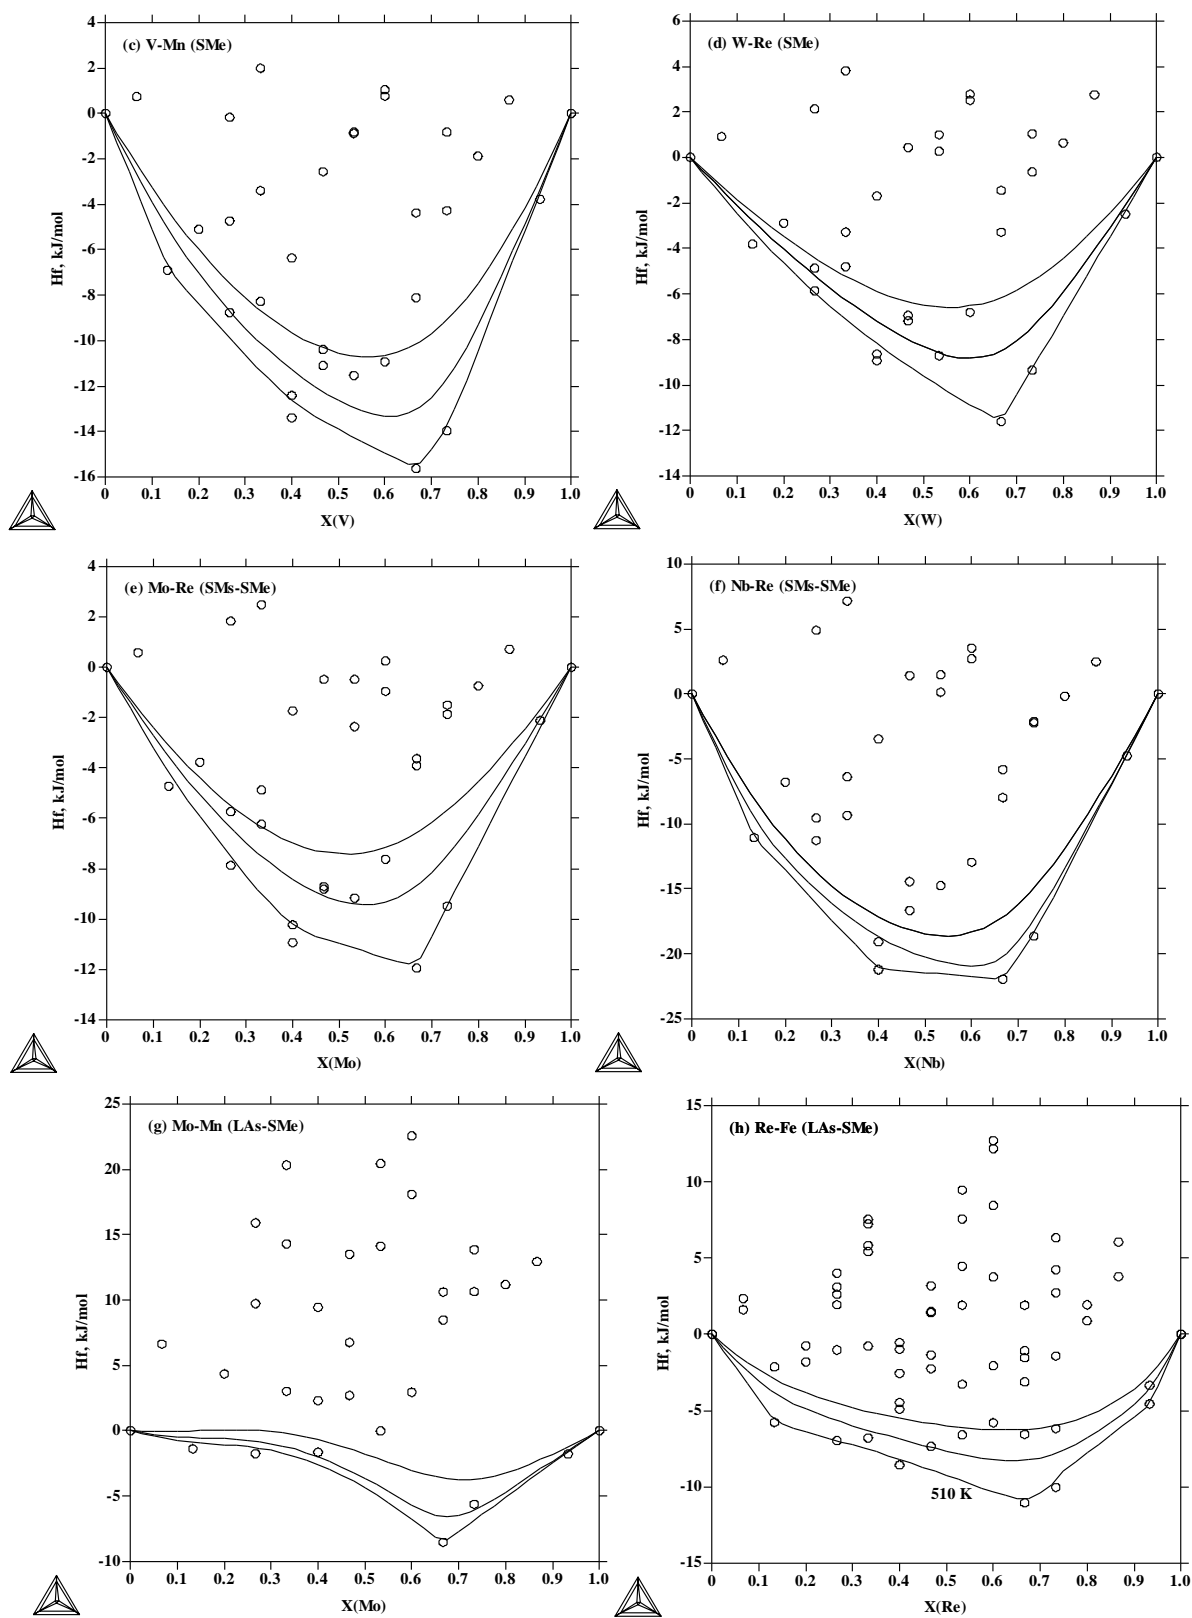 (c) V-Mn (SMe)
4
2
0
-2
-4
-6
-8
-10
-12
-14
-16
Hf, kJ/mol
0 0.1 0.2 0.3 0.4 0.5 0.6 0.7 0.8 0.9 1.0
X(V)
(d) W-Re (SMe)
6
4
2
0
-2
-4
-6
-8
-10
-12
-14
Hf, kJ/mol
0 0.1 0.2 0.3 0.4 0.5 0.6 0.7 0.8 0.9 1.0
X(W)
(e) Mo-Re (SMs-SMe)
4
2
0
-2
-4
-6
-8
-10
-12
-14
Hf, kJ/mol
0 0.1 0.2 0.3 0.4 0.5 0.6 0.7 0.8 0.9 1.0
X(Mo)
(f) Nb-Re (SMs-SMe)
10
5
0
-5
-10
-15
-20
-25
Hf, kJ/mol
0 0.1 0.2 0.3 0.4 0.5 0.6 0.7 0.8 0.9 1.0
X(Nb)
(g) Mo-Mn (LAs-SMe)
25
20
15
10
5
0
-5
-10
Hf, kJ/mol
0 0.1 0.2 0.3 0.4 0.5 0.6 0.7 0.8 0.9 1.0
X(Mo)
(h) Re-Fe (LAs-SMe)
15
10
5
0
-5
-10
-15
Hf, kJ/mol
510 K
0 0.1 0.2 0.3 0.4 0.5 0.6 0.7 0.8 0.9 1.0
X(Re)